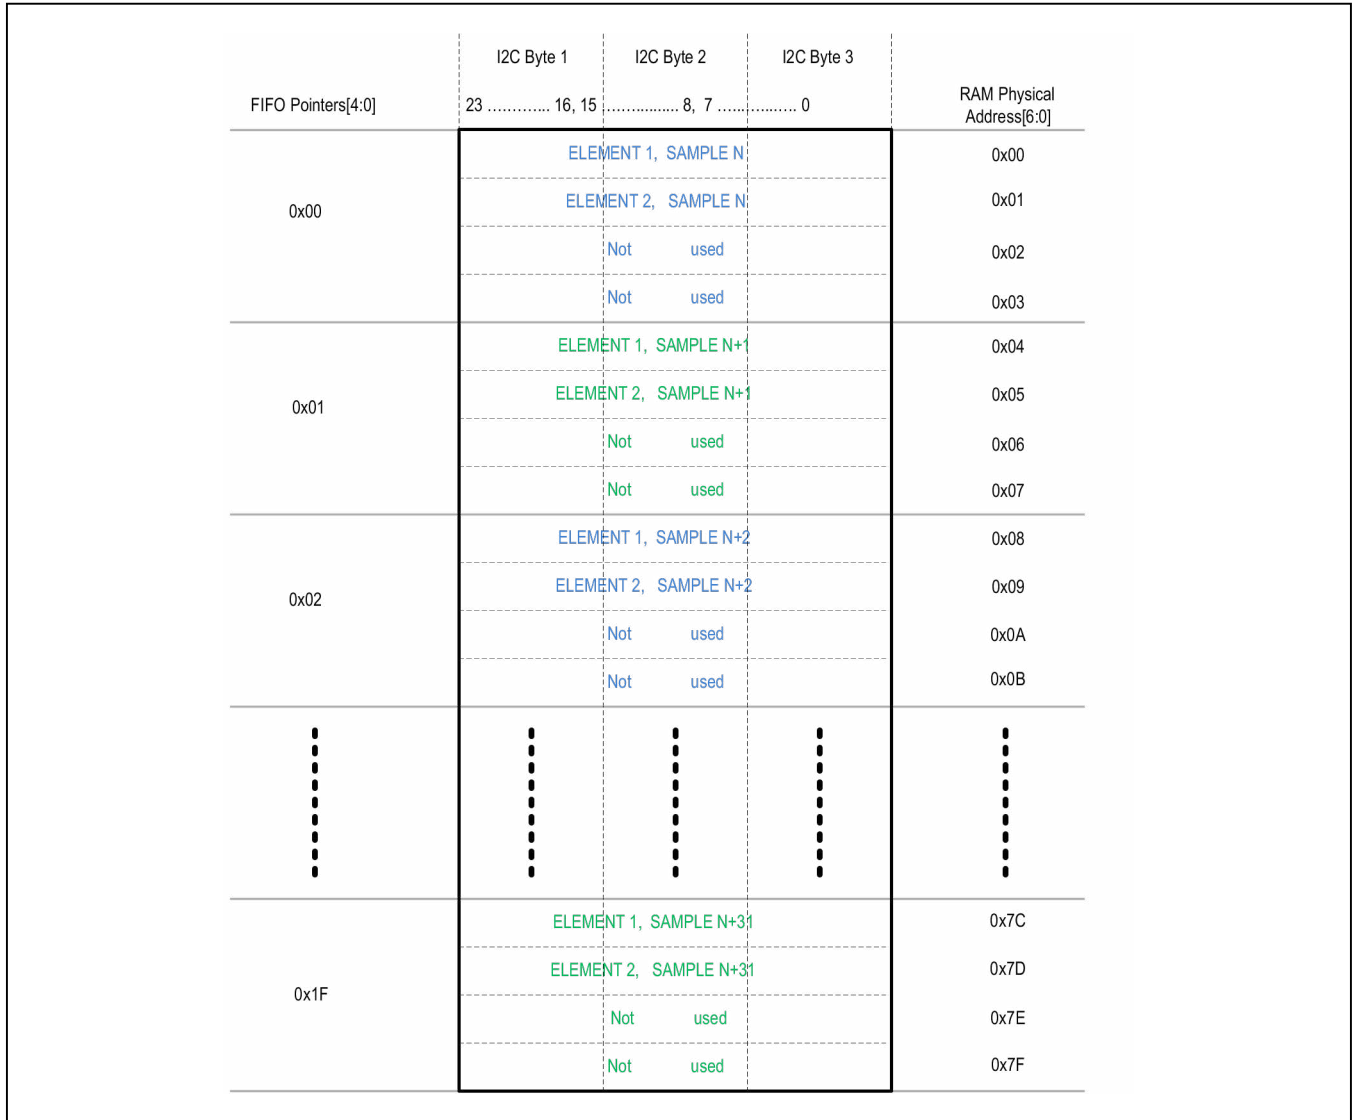 I2C Byte 1 I2C Byte 2 I2C Byte 3
FIFO Pointers[4:0] 23 ............... 16, 15 ................. 8, 7 .................. 0 RAM Physical
Address[6:0]
ELEMENT 1, SAMPLE N 0x00
ELEMENT 2, SAMPLE N 0x01
0x00
Not used 0x02
Not used 0x03
ELEMENT 1, SAMPLE N+1 0x04
ELEMENT 2, SAMPLE N+1 0x05
0x01
Not used 0x06
Not used 0x07
ELEMENT 1, SAMPLE N+2 0x08
ELEMENT 2, SAMPLE N+2 0x09
0x02
Not used 0x0A
Not used 0x0B
ELEMENT 1, SAMPLE N+31 0x7C
ELEMENT 2, SAMPLE N+31 0x7D
0x1F
Not used 0x7E
Not used 0x7F